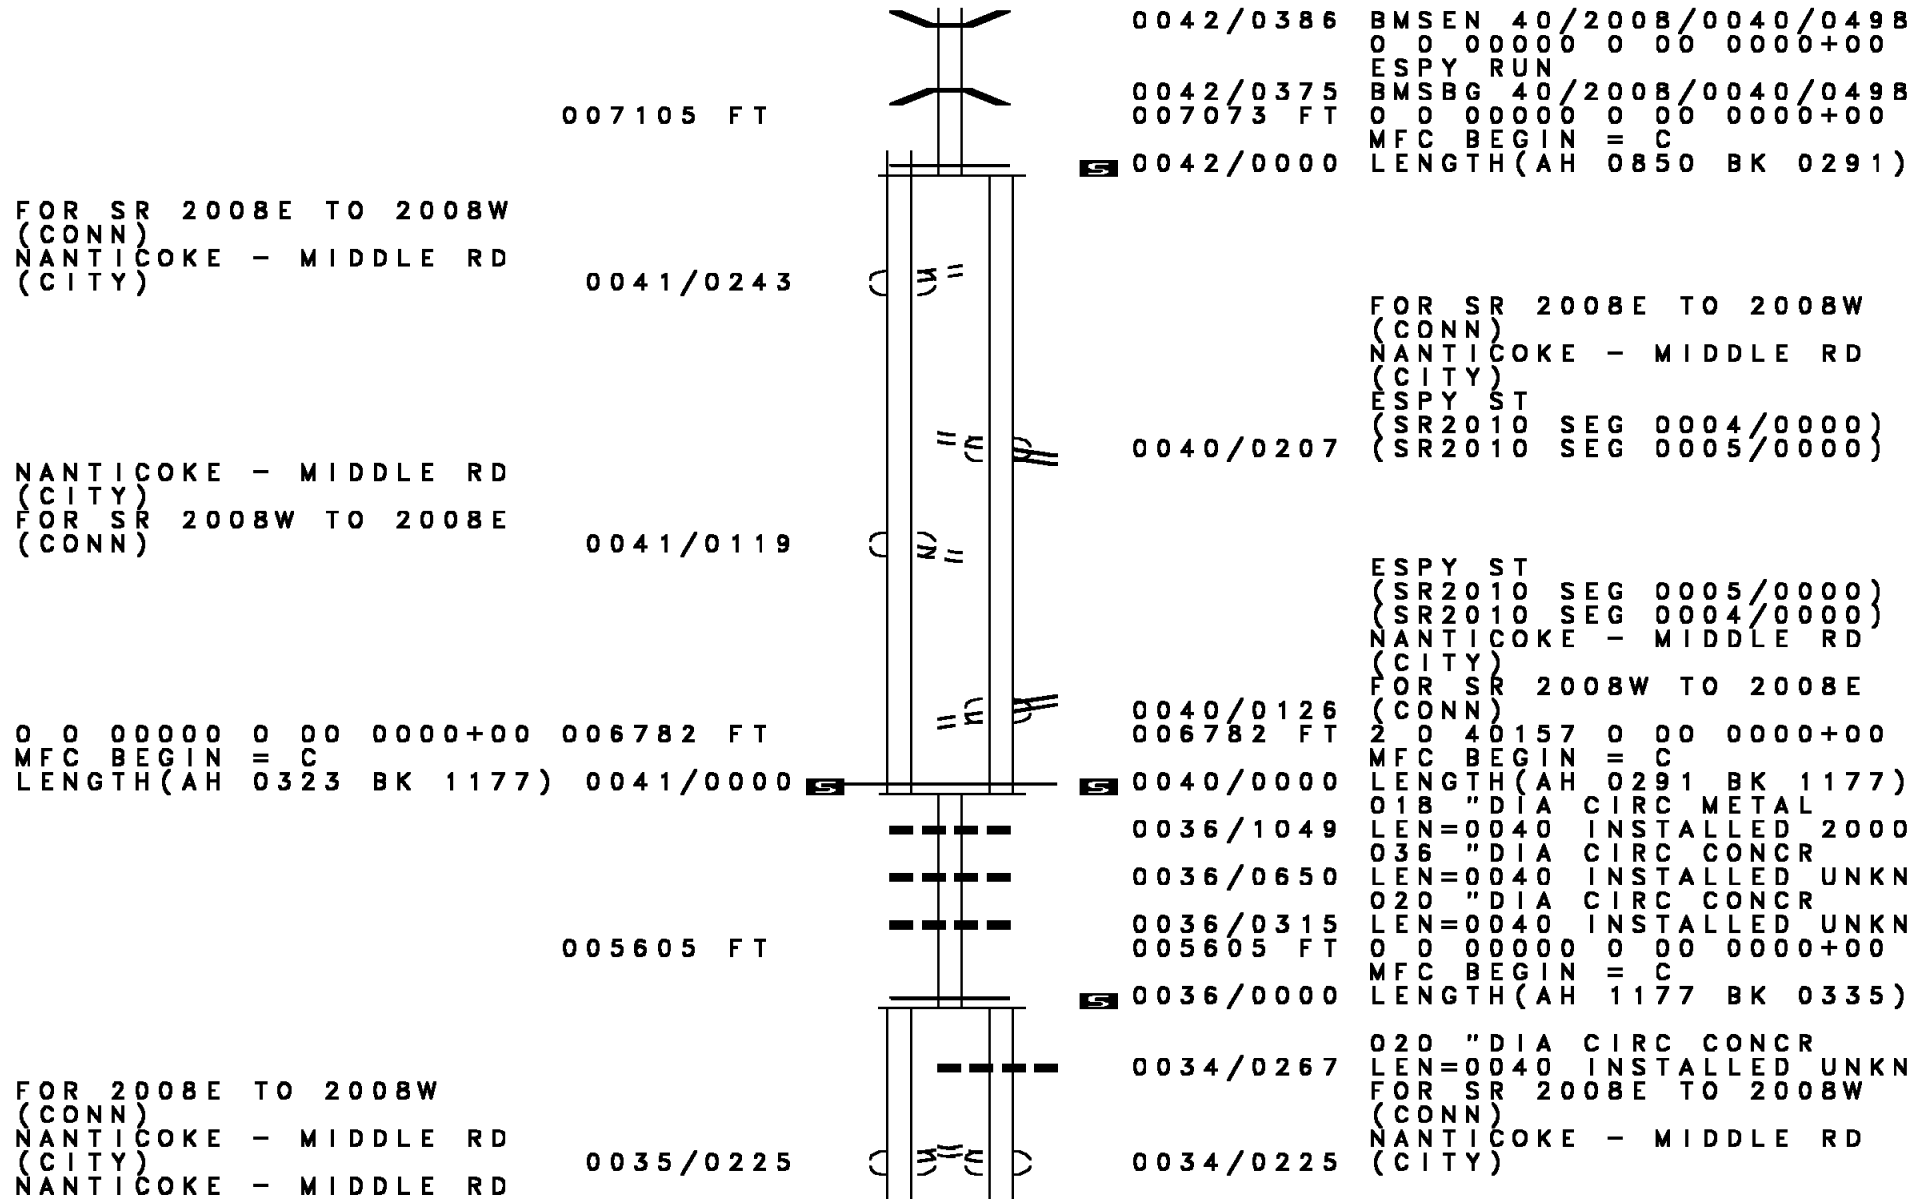 0042/0386 BMSEN 40/2008/0040/0498
0 0 00000 0 00 0000+00
ESPY RUN
0042/0375 BMSBG 40/2008/0040/0498
007105 FT 007073 FT 0 0 00000 0 00 0000+00
MFC BEGIN = C
S 0042/0000 LENGTH(AH 0850 BK 0291)
FOR SR 2008E TO 2008W
(CONN)
NANTICOKE - MIDDLE RD
(CITY) 0041/0243
FOR SR 2008E TO 2008W
(CONN)
NANTICOKE - MIDDLE RD
(CITY)
ESPY ST
(SR2010 SEG 0004/0000)
0040/0207 (SR2010 SEG 0005/0000)
NANTICOKE - MIDDLE RD
(CITY)
FOR SR 2008W TO 2008E
(CONN) 0041/0119
ESPY ST
(SR2010 SEG 0005/0000)
(SR2010 SEG 0004/0000)
NANTICOKE - MIDDLE RD
(CITY)
FOR SR 2008W TO 2008E
0040/0126 (CONN)
0 0 00000 0 00 0000+00 006782 FT 006782 FT 2 0 40157 0 00 0000+00
MFC BEGIN = C MFC BEGIN = C
LENGTH(AH 0323 BK 1177) 0041/0000 S S 0040/0000 LENGTH(AH 0291 BK 1177)
018 "DIA CIRC METAL
0036/1049 LEN=0040 INSTALLED 2000
036 "DIA CIRC CONCR
0036/0650 LEN=0040 INSTALLED UNKN
020 "DIA CIRC CONCR
0036/0315 LEN=0040 INSTALLED UNKN
005605 FT 005605 FT 0 0 00000 0 00 0000+00
MFC BEGIN = C
S 0036/0000 LENGTH(AH 1177 BK 0335)
020 "DIA CIRC CONCR
0034/0267 LEN=0040 INSTALLED UNKN
FOR 2008E TO 2008W FOR SR 2008E TO 2008W
(CONN) (CONN)
NANTICOKE - MIDDLE RD NANTICOKE - MIDDLE RD
(CITY) 0035/0225 0034/0225 (CITY)
NANTICOKE - MIDDLE RD